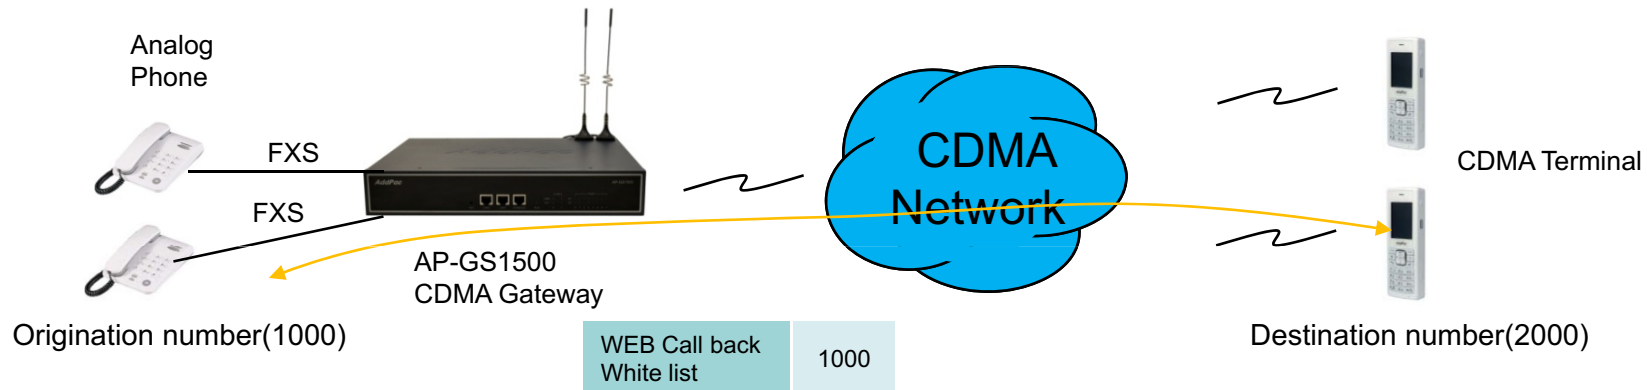 Analog
Phone
FXS
FXS
AddPac
AP-GS1500
CDMA Gateway
CDMA
Network
CDMA Terminal
Origination number(1000)
Destination number(2000)
WEB Call back
White list
1000